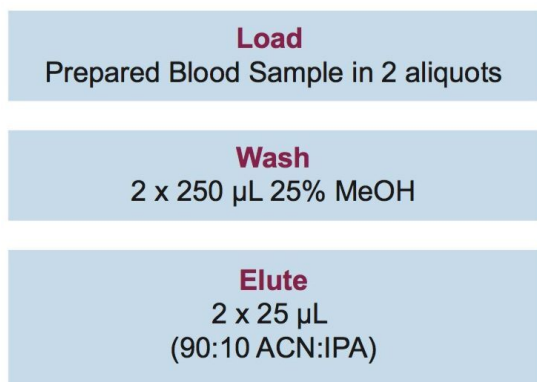 Load
Prepared Blood Sample in 2 aliquots
Wash
2 x 250 µL 25% MeOH
Elute
2 x 25 µL
(90:10 ACN:IPA)